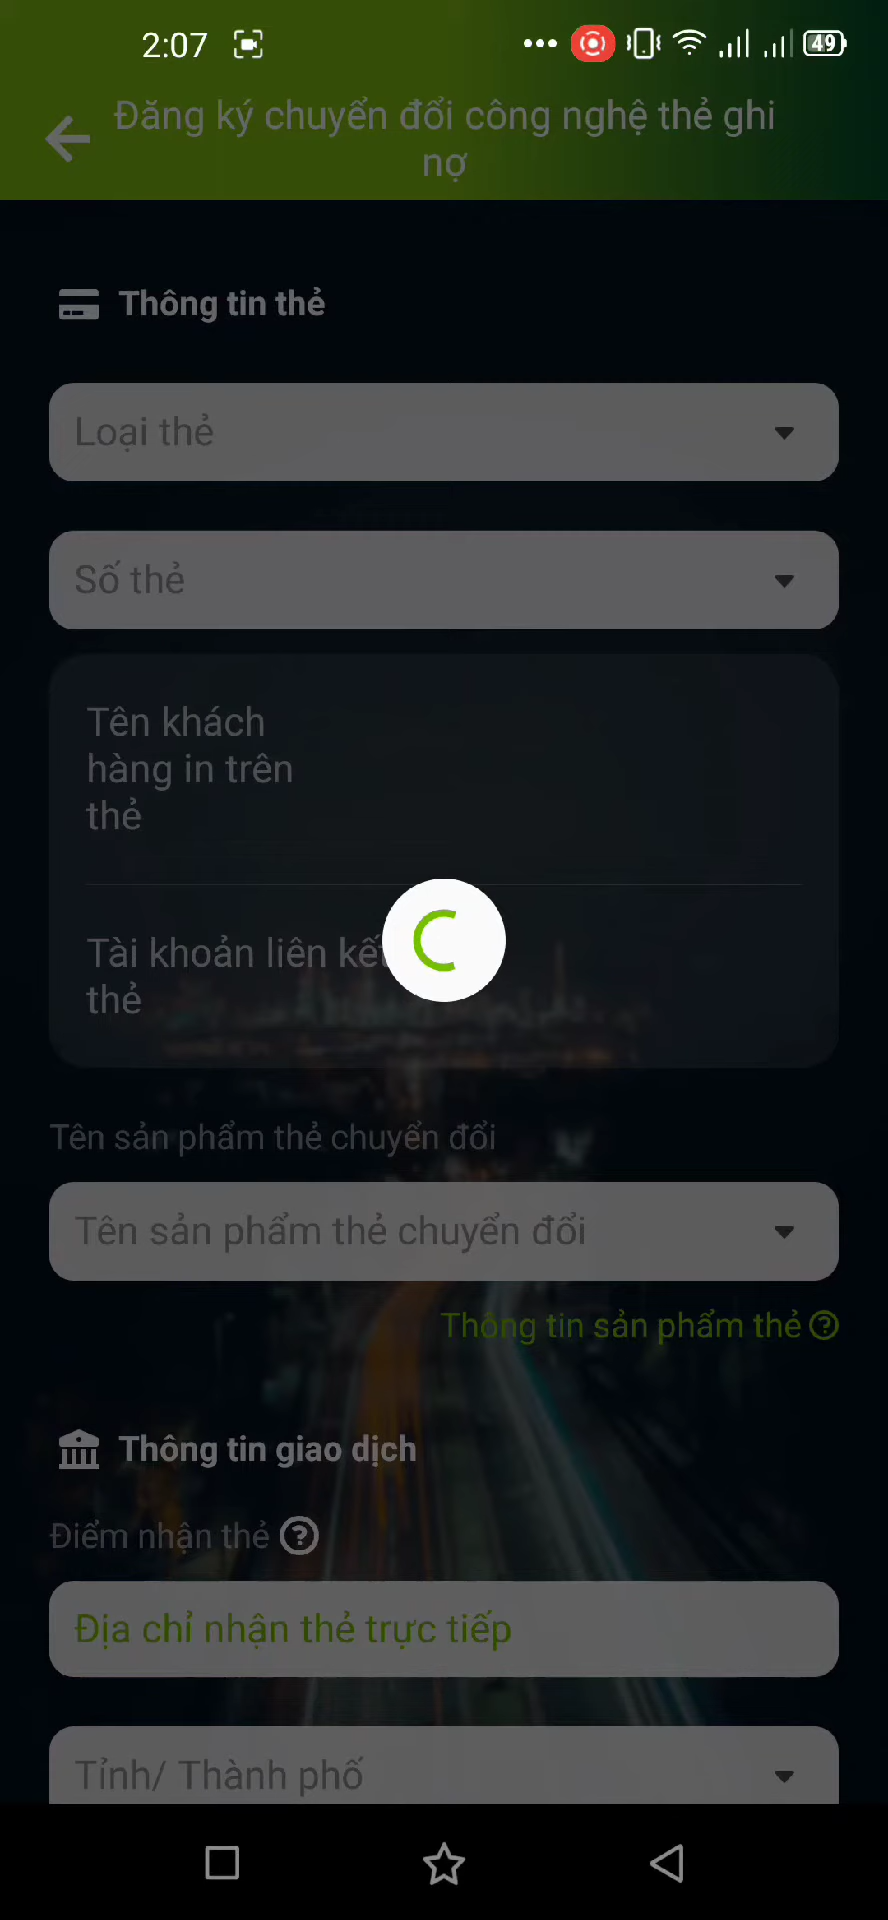 2:07
49
Đăng ký chuyển đổi công nghệ thẻ ghi
nợ
Thông tin thẻ
Loại thẻ
Số thẻ
Tên khách
hàng in trên
thẻ
Tài khoản liên kết
thẻ
Tên sản phẩm thẻ chuyển đổi
Tên sản phẩm thẻ chuyển đổi
Thông tin sản phẩm thẻ
Thông tin giao dịch
Điểm nhận thẻ
Địa chỉ nhận thẻ trực tiếp
Tỉnh/ Thành phố